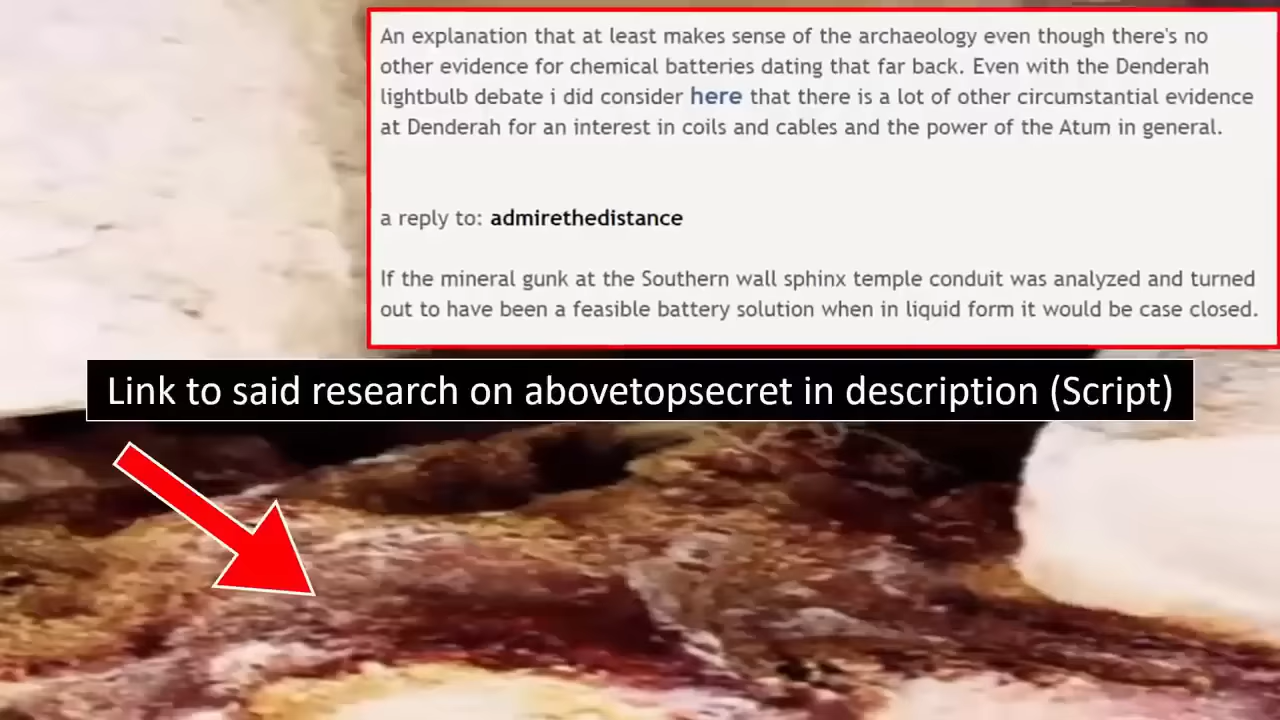 An explanation that at least makes sense of the archaeology even though there's no
other evidence for chemical batteries dating that far back. Even with the Denderah
lightbulb debate i did consider here that there is a lot of other circumstantial evidence
at Denderah for an interest in coils and cables and the power of the Atum in general.
a reply to: admirethedistance
If the mineral gunk at the Southern wall sphinx temple conduit was analyzed and turned
out to have been a feasible battery solution when in liquid form it would be case closed.
Link to said research on abovetopsecret in description (Script)